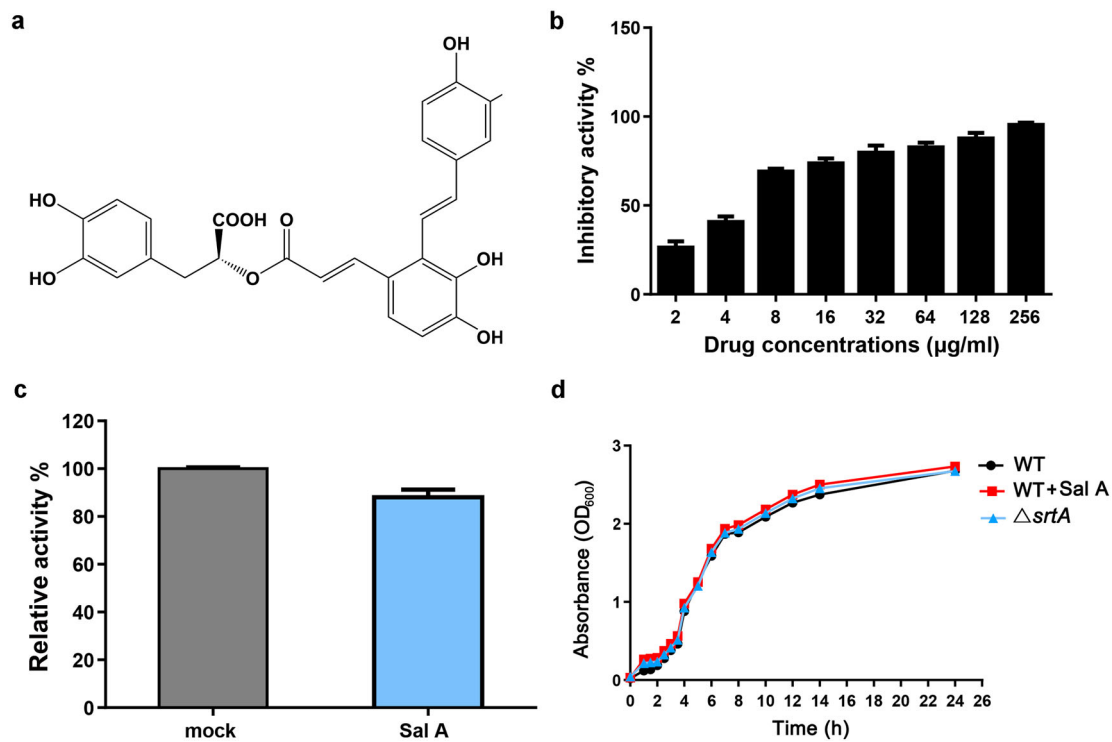 a
OH
HO
HO
COOH
O
O
OH
OH
b
Inhibitory activity %
150
100
50
0
2 4 8 16 32 64 128 256
Drug concentrations (μg/ml)
c
Relative activity %
120
100
80
60
40
20
0
mock Sal A
d
Absorbance (OD600)
3
2
1
0
0 2 4 6 8 10 12 14 16 18 20 22 24 26
Time (h)
WT
WT+Sal A
△srtA